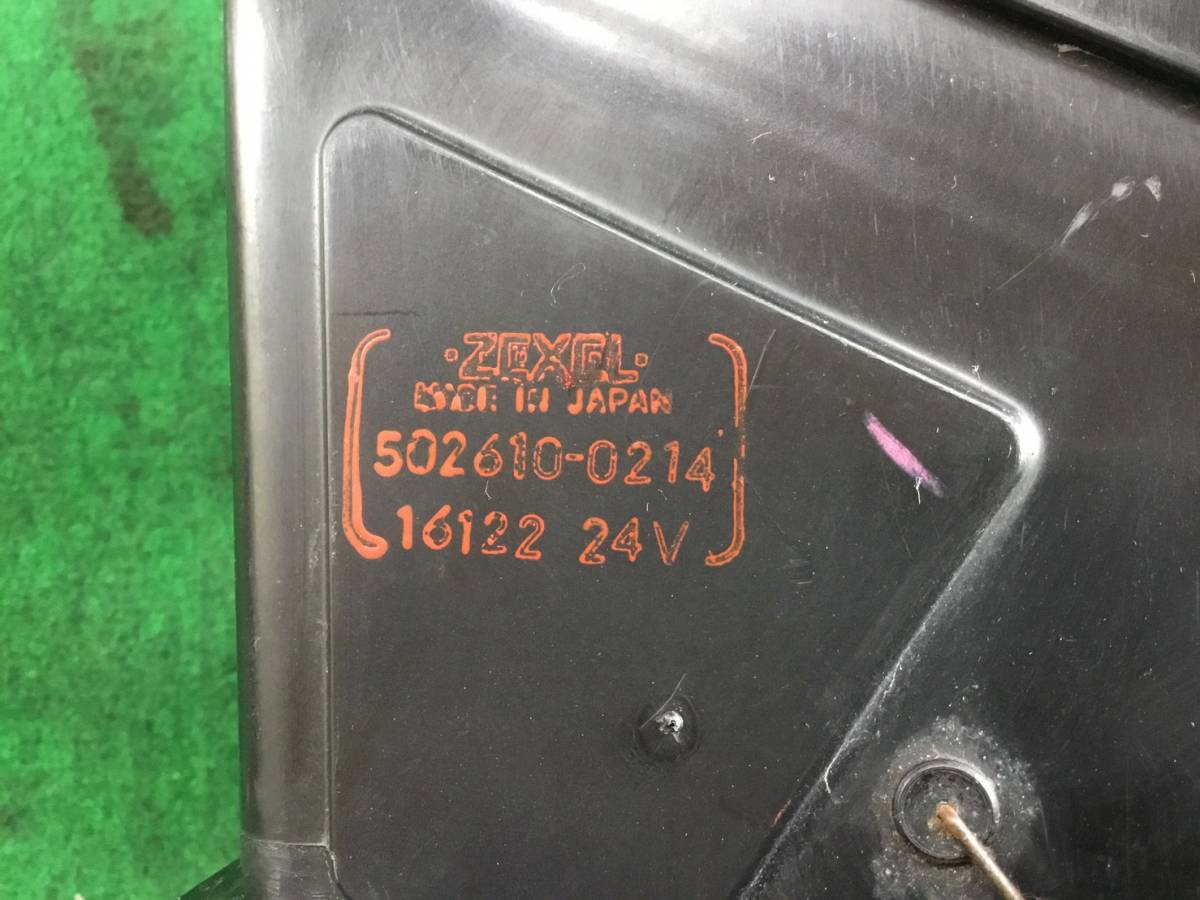 ·ZEXEL·
MADE IN JAPAN
502610-0214
16122 24V